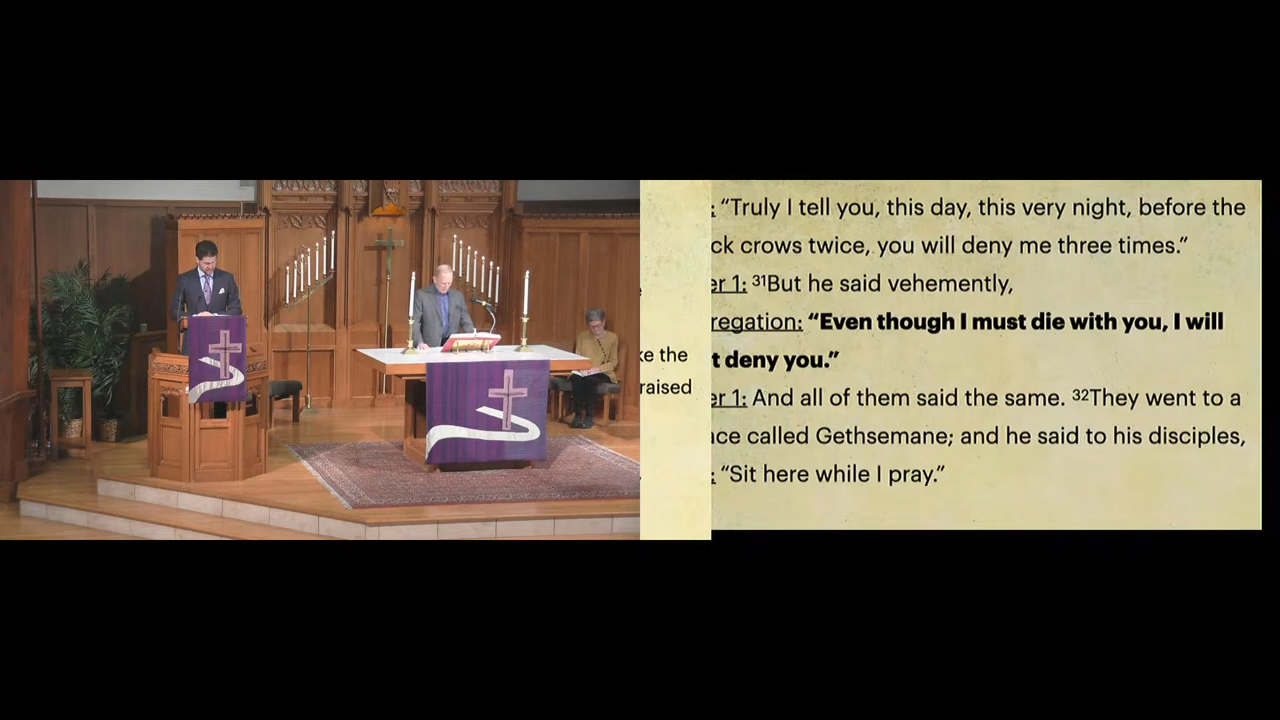 : “Truly I tell you, this day, this very night, before the
ck crows twice, you will deny me three times.”
er 1: ³¹But he said vehemently,
regation: “Even though I must die with you, I will
t deny you.”
er 1: And all of them said the same. ³²They went to a
ace called Gethsemane; and he said to his disciples,
: “Sit here while I pray.”
ke the
raised